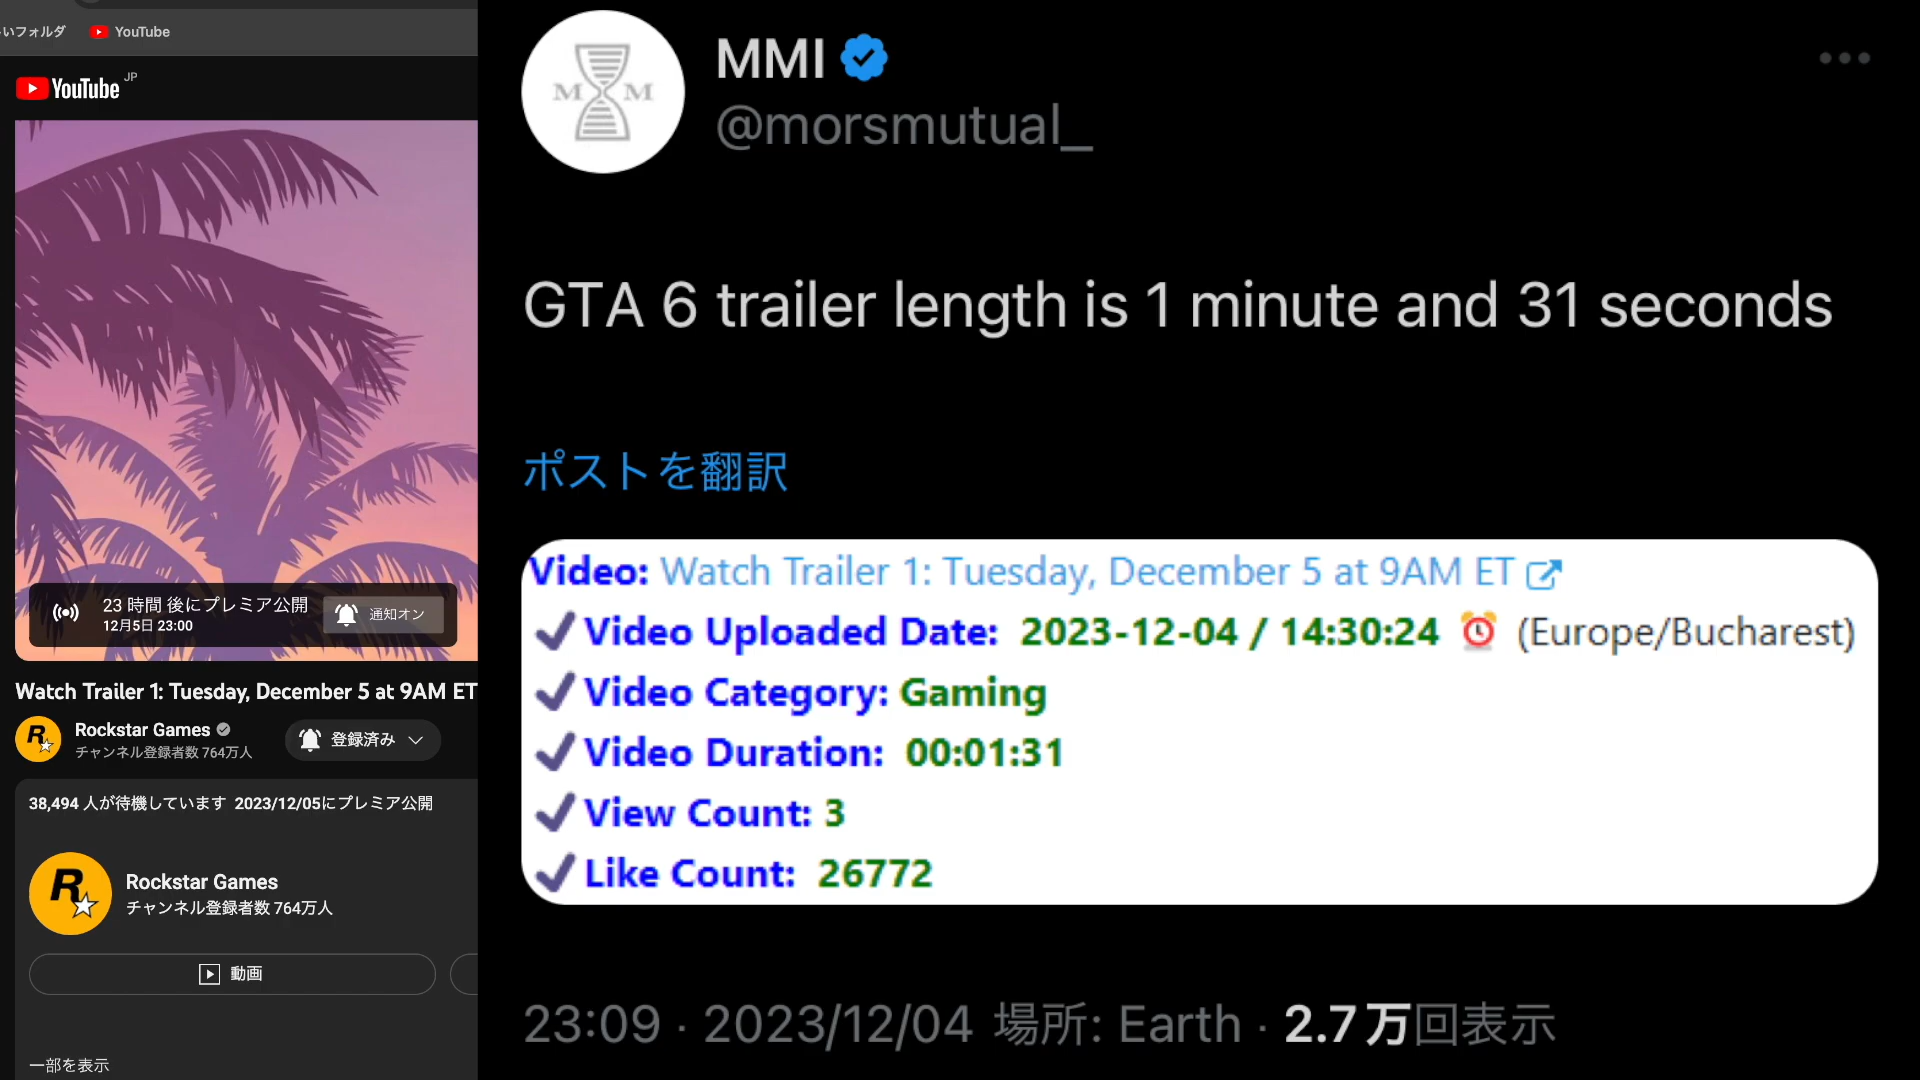 いフォルダ
YouTube
YouTube JP
23 時間 後にプレミア公開
12月5日 23:00
通知オン
Watch Trailer 1: Tuesday, December 5 at 9AM ET
Rockstar Games
チャンネル登録者数 764万人
登録済み
38,494 人が待機しています 2023/12/05にプレミア公開
Rockstar Games
チャンネル登録者数 764万人
動画
一部を表示
MMI
@morsmutual_
M M
GTA 6 trailer length is 1 minute and 31 seconds
ポストを翻訳
Video: Watch Trailer 1: Tuesday, December 5 at 9AM ET
Video Uploaded Date: 2023-12-04 / 14:30:24 (Europe/Bucharest)
Video Category: Gaming
Video Duration: 00:01:31
View Count: 3
Like Count: 26772
23:09 · 2023/12/04 場所: Earth · 2.7万回表示